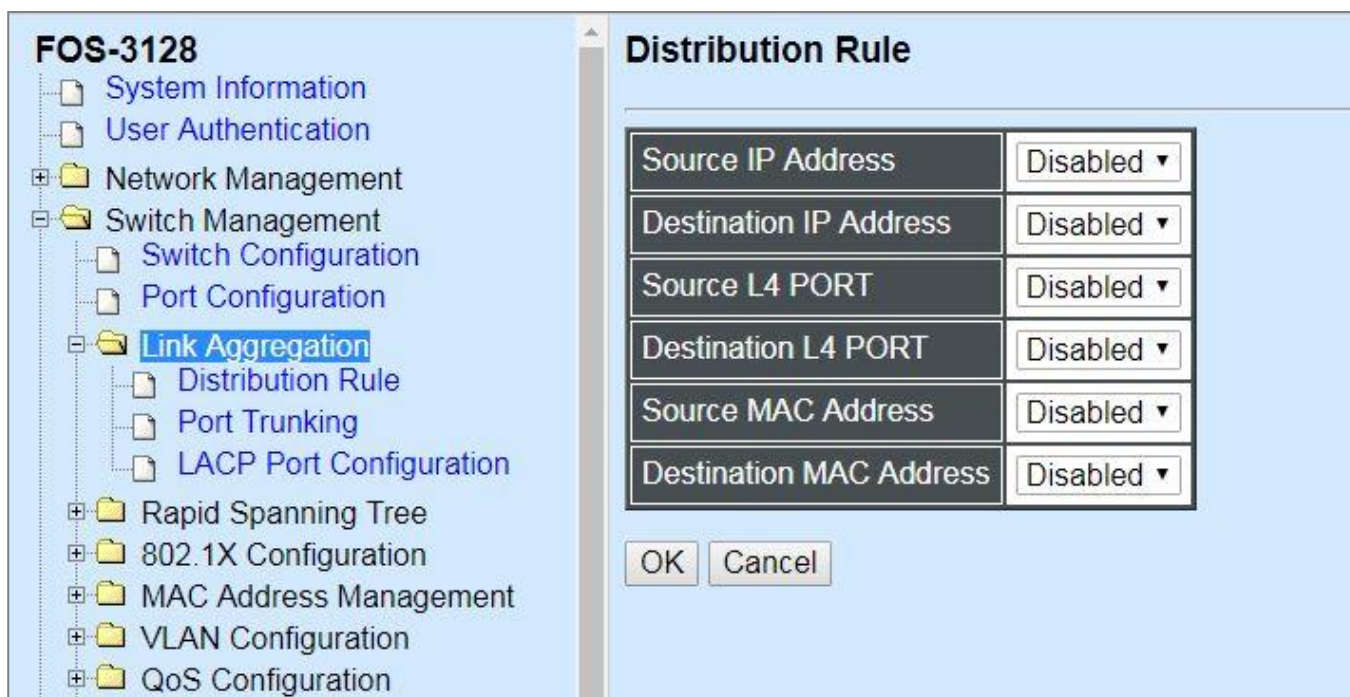 FOS-3128
System Information
User Authentication
Network Management
Switch Management
Switch Configuration
Port Configuration
Link Aggregation
Distribution Rule
Port Trunking
LACP Port Configuration
Rapid Spanning Tree
802.1X Configuration
MAC Address Management
VLAN Configuration
QoS Configuration
Distribution Rule
Source IP Address Disabled
Destination IP Address Disabled
Source L4 PORT Disabled
Destination L4 PORT Disabled
Source MAC Address Disabled
Destination MAC Address Disabled
OK Cancel